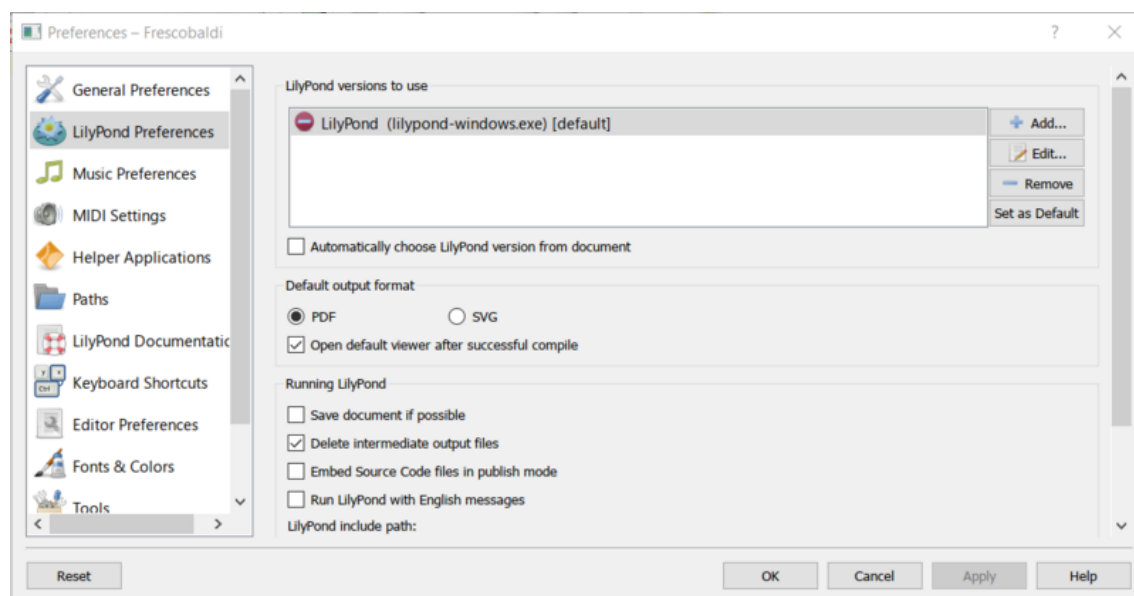 Preferences – Frescobaldi
?
General Preferences
LilyPond Preferences
Music Preferences
MIDI Settings
Helper Applications
Paths
LilyPond Documentatic
Keyboard Shortcuts
Editor Preferences
Fonts & Colors
Tools
LilyPond versions to use
LilyPond (lilypond-windows.exe) [default]
Add...
Edit...
Remove
Set as Default
Automatically choose LilyPond version from document
Default output format
PDF
SVG
Open default viewer after successful compile
Running LilyPond
Save document if possible
Delete intermediate output files
Embed Source Code files in publish mode
Run LilyPond with English messages
LilyPond include path:
Reset
OK
Cancel
Apply
Help